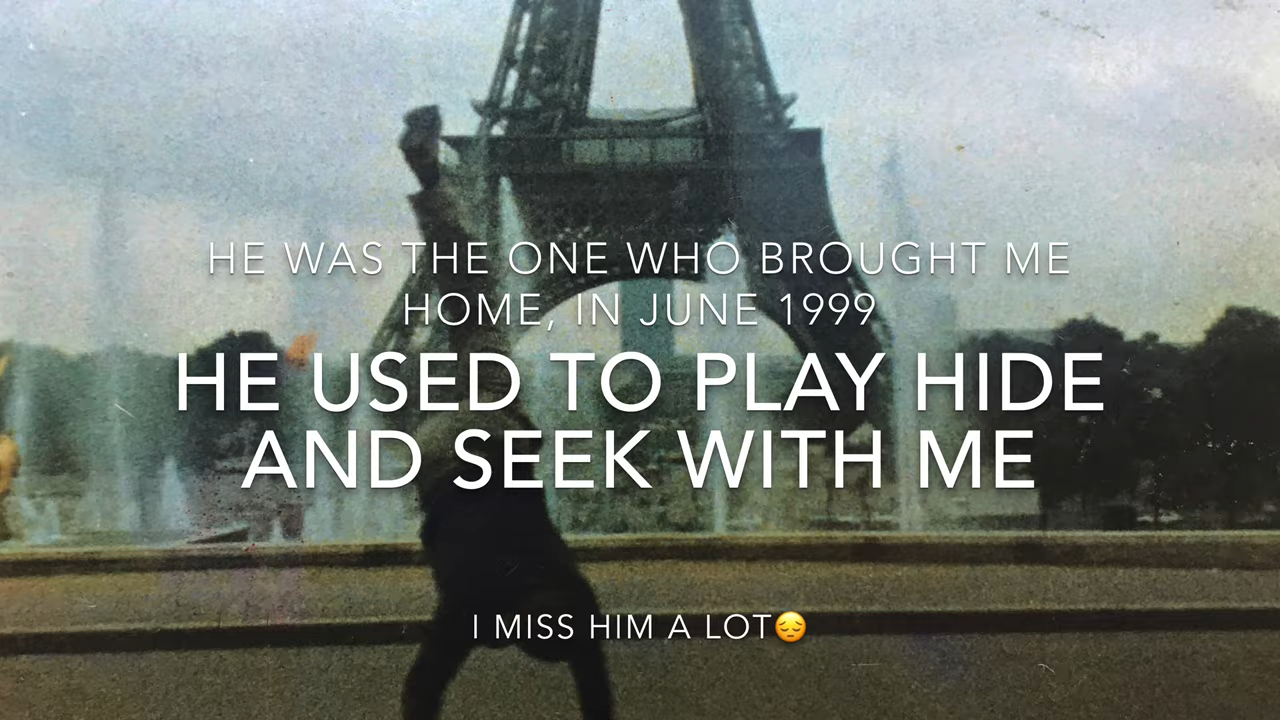 HE WAS THE ONE WHO BROUGHT ME
HOME, IN JUNE 1999
HE USED TO PLAY HIDE
AND SEEK WITH ME
I MISS HIM A LOT😔